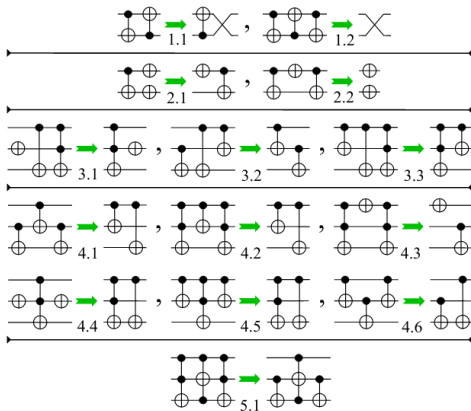 1.1 , 1.2
2.1 2.2
3.1 , 3.2 , 3.3
4.1 , 4.2 , 4.3
4.4 , 4.5 , 4.6
5.1